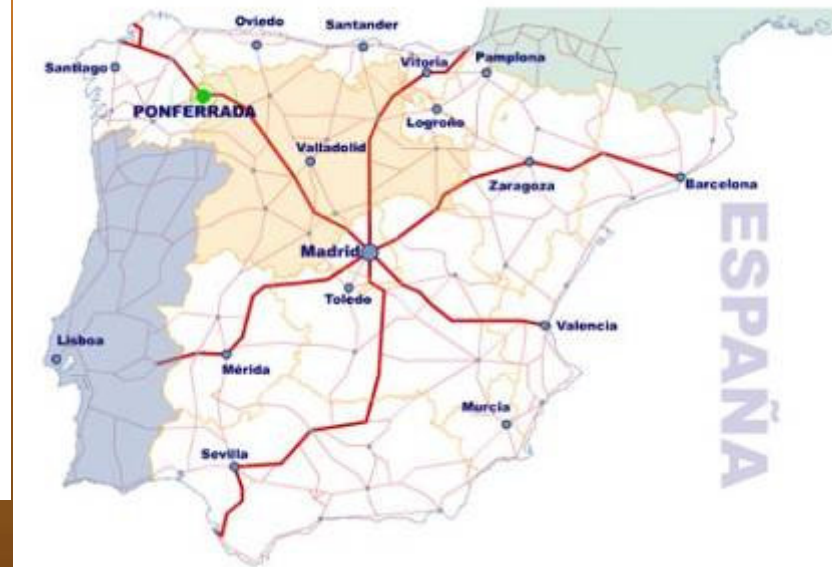 Oviedo
Santander
Santiago
Vitoria
Pamplona
PONFERRADA
Logroño
Valladolid
Zaragoza
Barcelona
Madrid
Toledo
Valencia
Lisboa
Mérida
Murcia
Sevilla
ESPAÑA